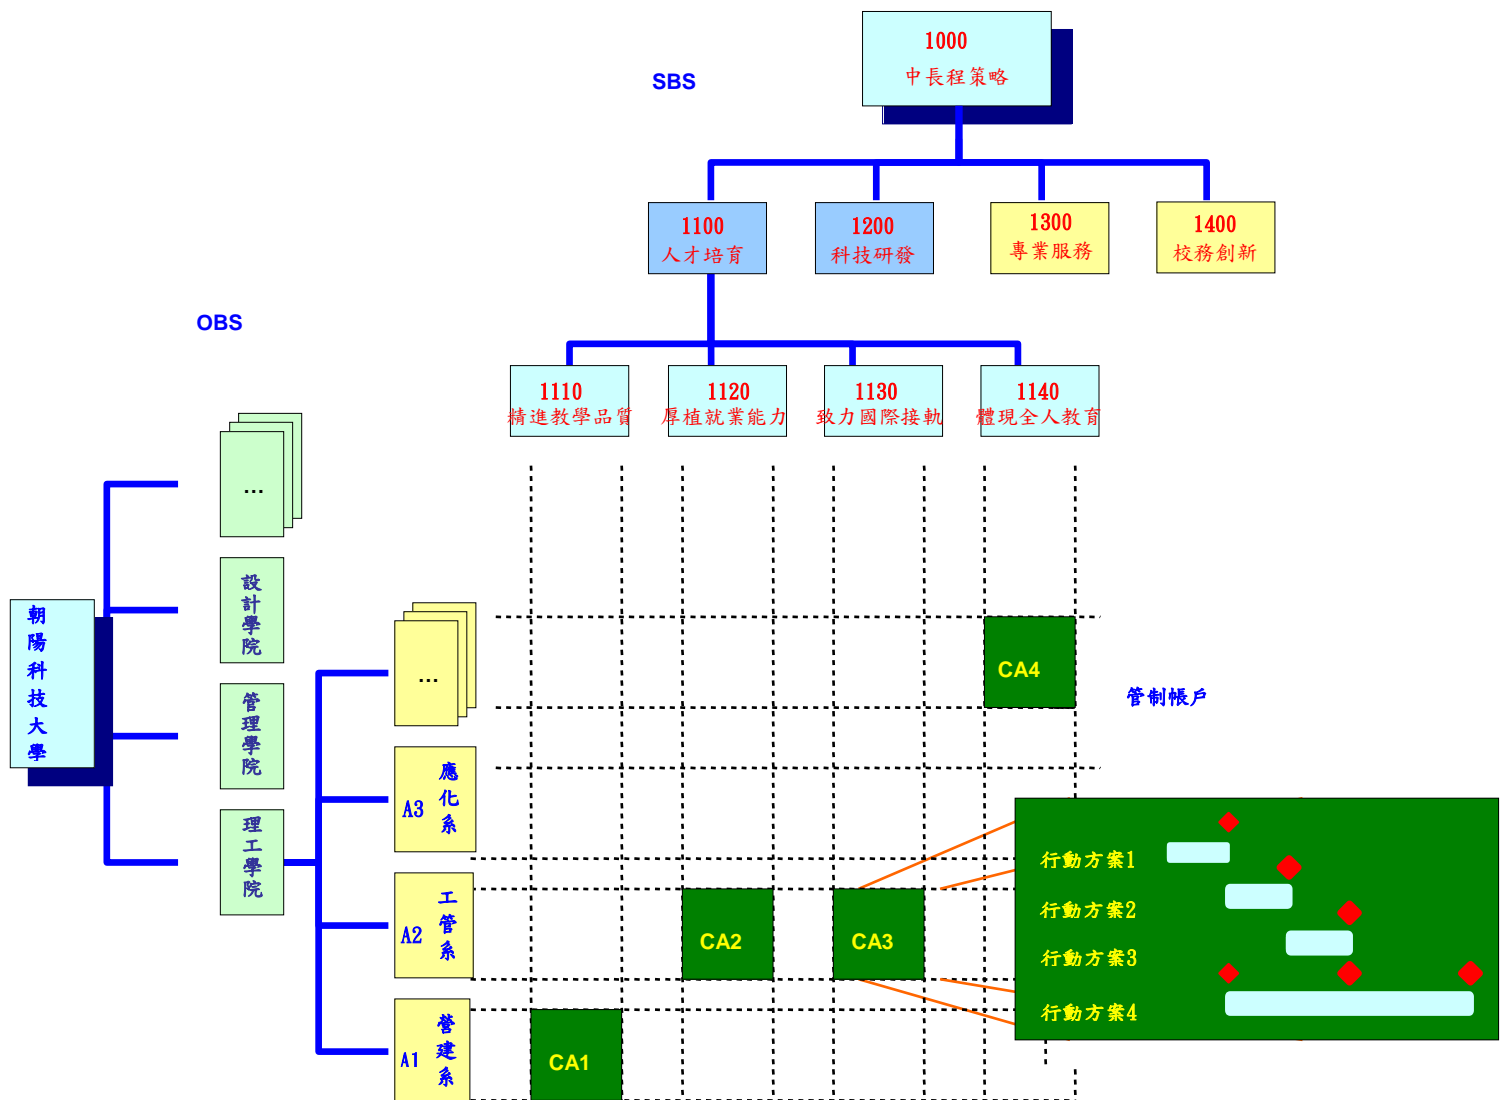 1000
中長程策略
SBS
1100
人才培育
1200
科技研發
1300
專業服務
1400
校務創新
OBS
1110
精進教學品質
1120
厚植就業能力
1130
致力國際接軌
1140
體現全人教育
...
設計學院
管理學院
理工學院
朝陽科技大學
...
A3
應化系
A2
工管系
A1
營建系
CA4
管制帳戶
CA2
CA3
CA1
行動方案1
行動方案2
行動方案3
行動方案4